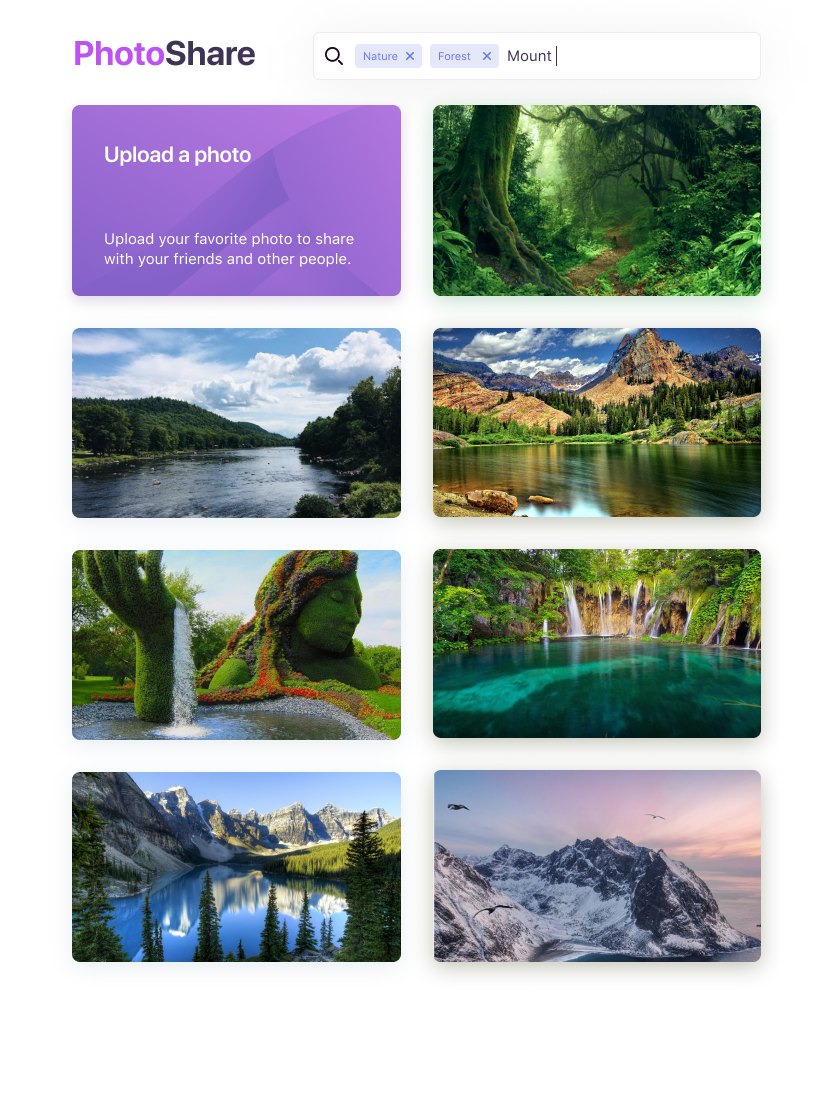 PhotoShare
Nature Forest Mount
Upload a photo
Upload your favorite photo to share
with your friends and other people.